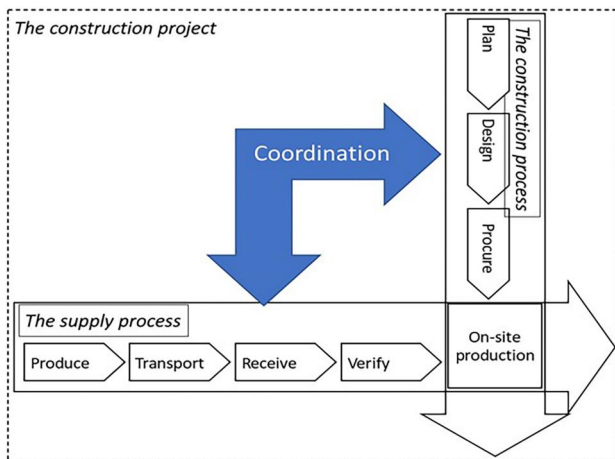 The construction project
Plan
The construction process
Design
Coordination
Procure
The supply process
On-site
production
Produce
Transport
Receive
Verify